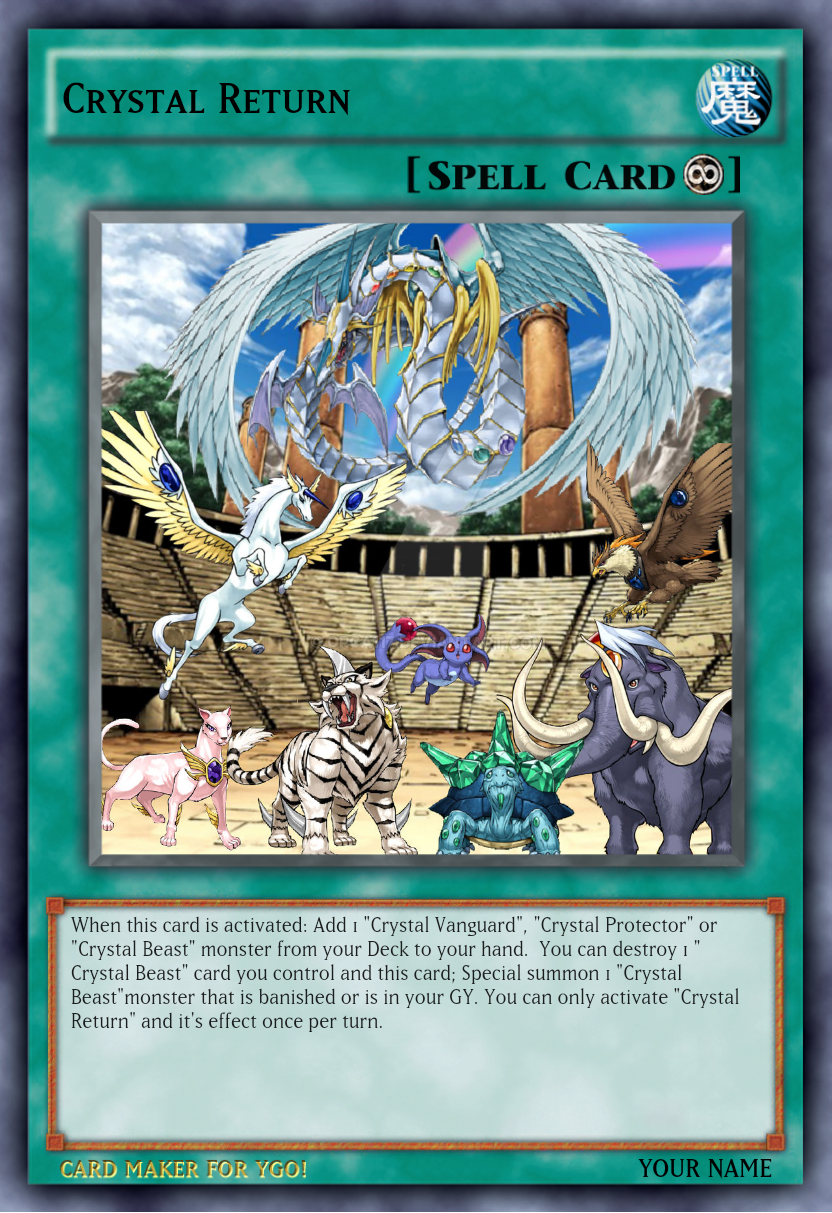 Crystal Return
SPELL
魔
[Spell Card]
When this card is activated: Add 1 "Crystal Vanguard", "Crystal Protector" or
"Crystal Beast" monster from your Deck to your hand.  You can destroy 1 "
Crystal Beast" card you control and this card; Special summon 1 "Crystal
Beast"monster that is banished or is in your GY. You can only activate "Crystal
Return" and it's effect once per turn.
CARD MAKER FOR YGO!
YOUR NAME